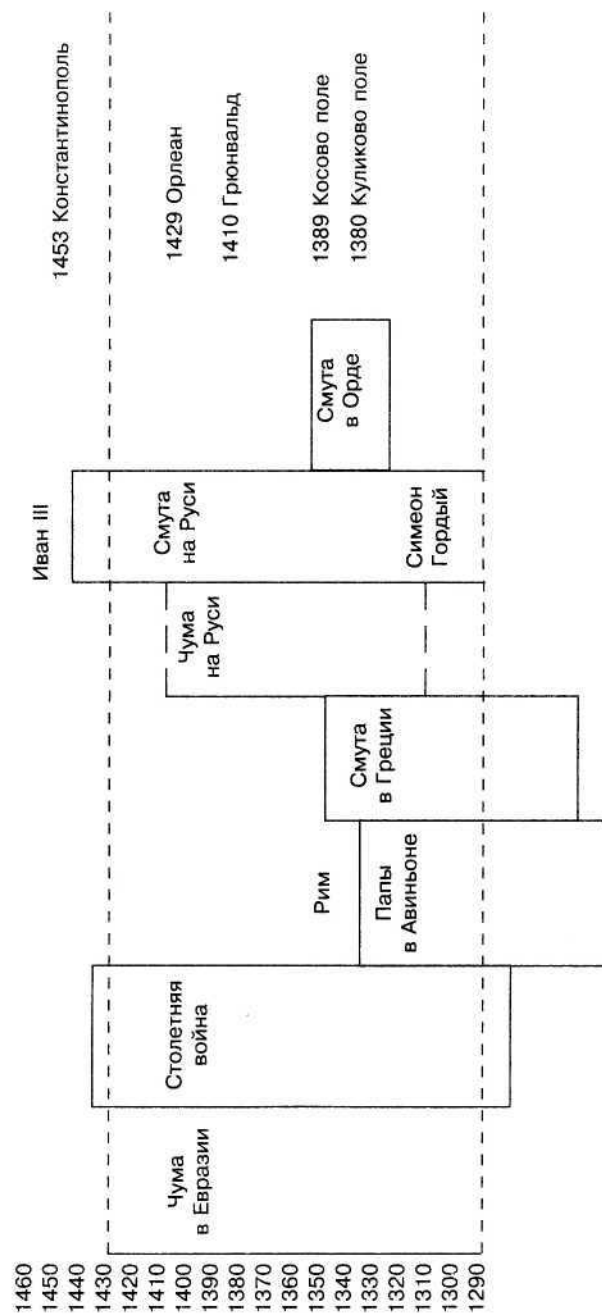 1460
1450
1440
1430
1420
1410
1400
1390
1380
1370
1360
1350
1340
1330
1320
1310
1300
1290
Чума
в Евразии
Столетняя
война
Рим
Папы
в Авиньоне
Смута
в Греции
Чума
на Руси
Иван III
Смута
на Руси
Симеон
Гордый
Смута
в Орде
1453 Константинополь
1429 Орлеан
1410 Грюнвальд
1389 Косово поле
1380 Куликово поле